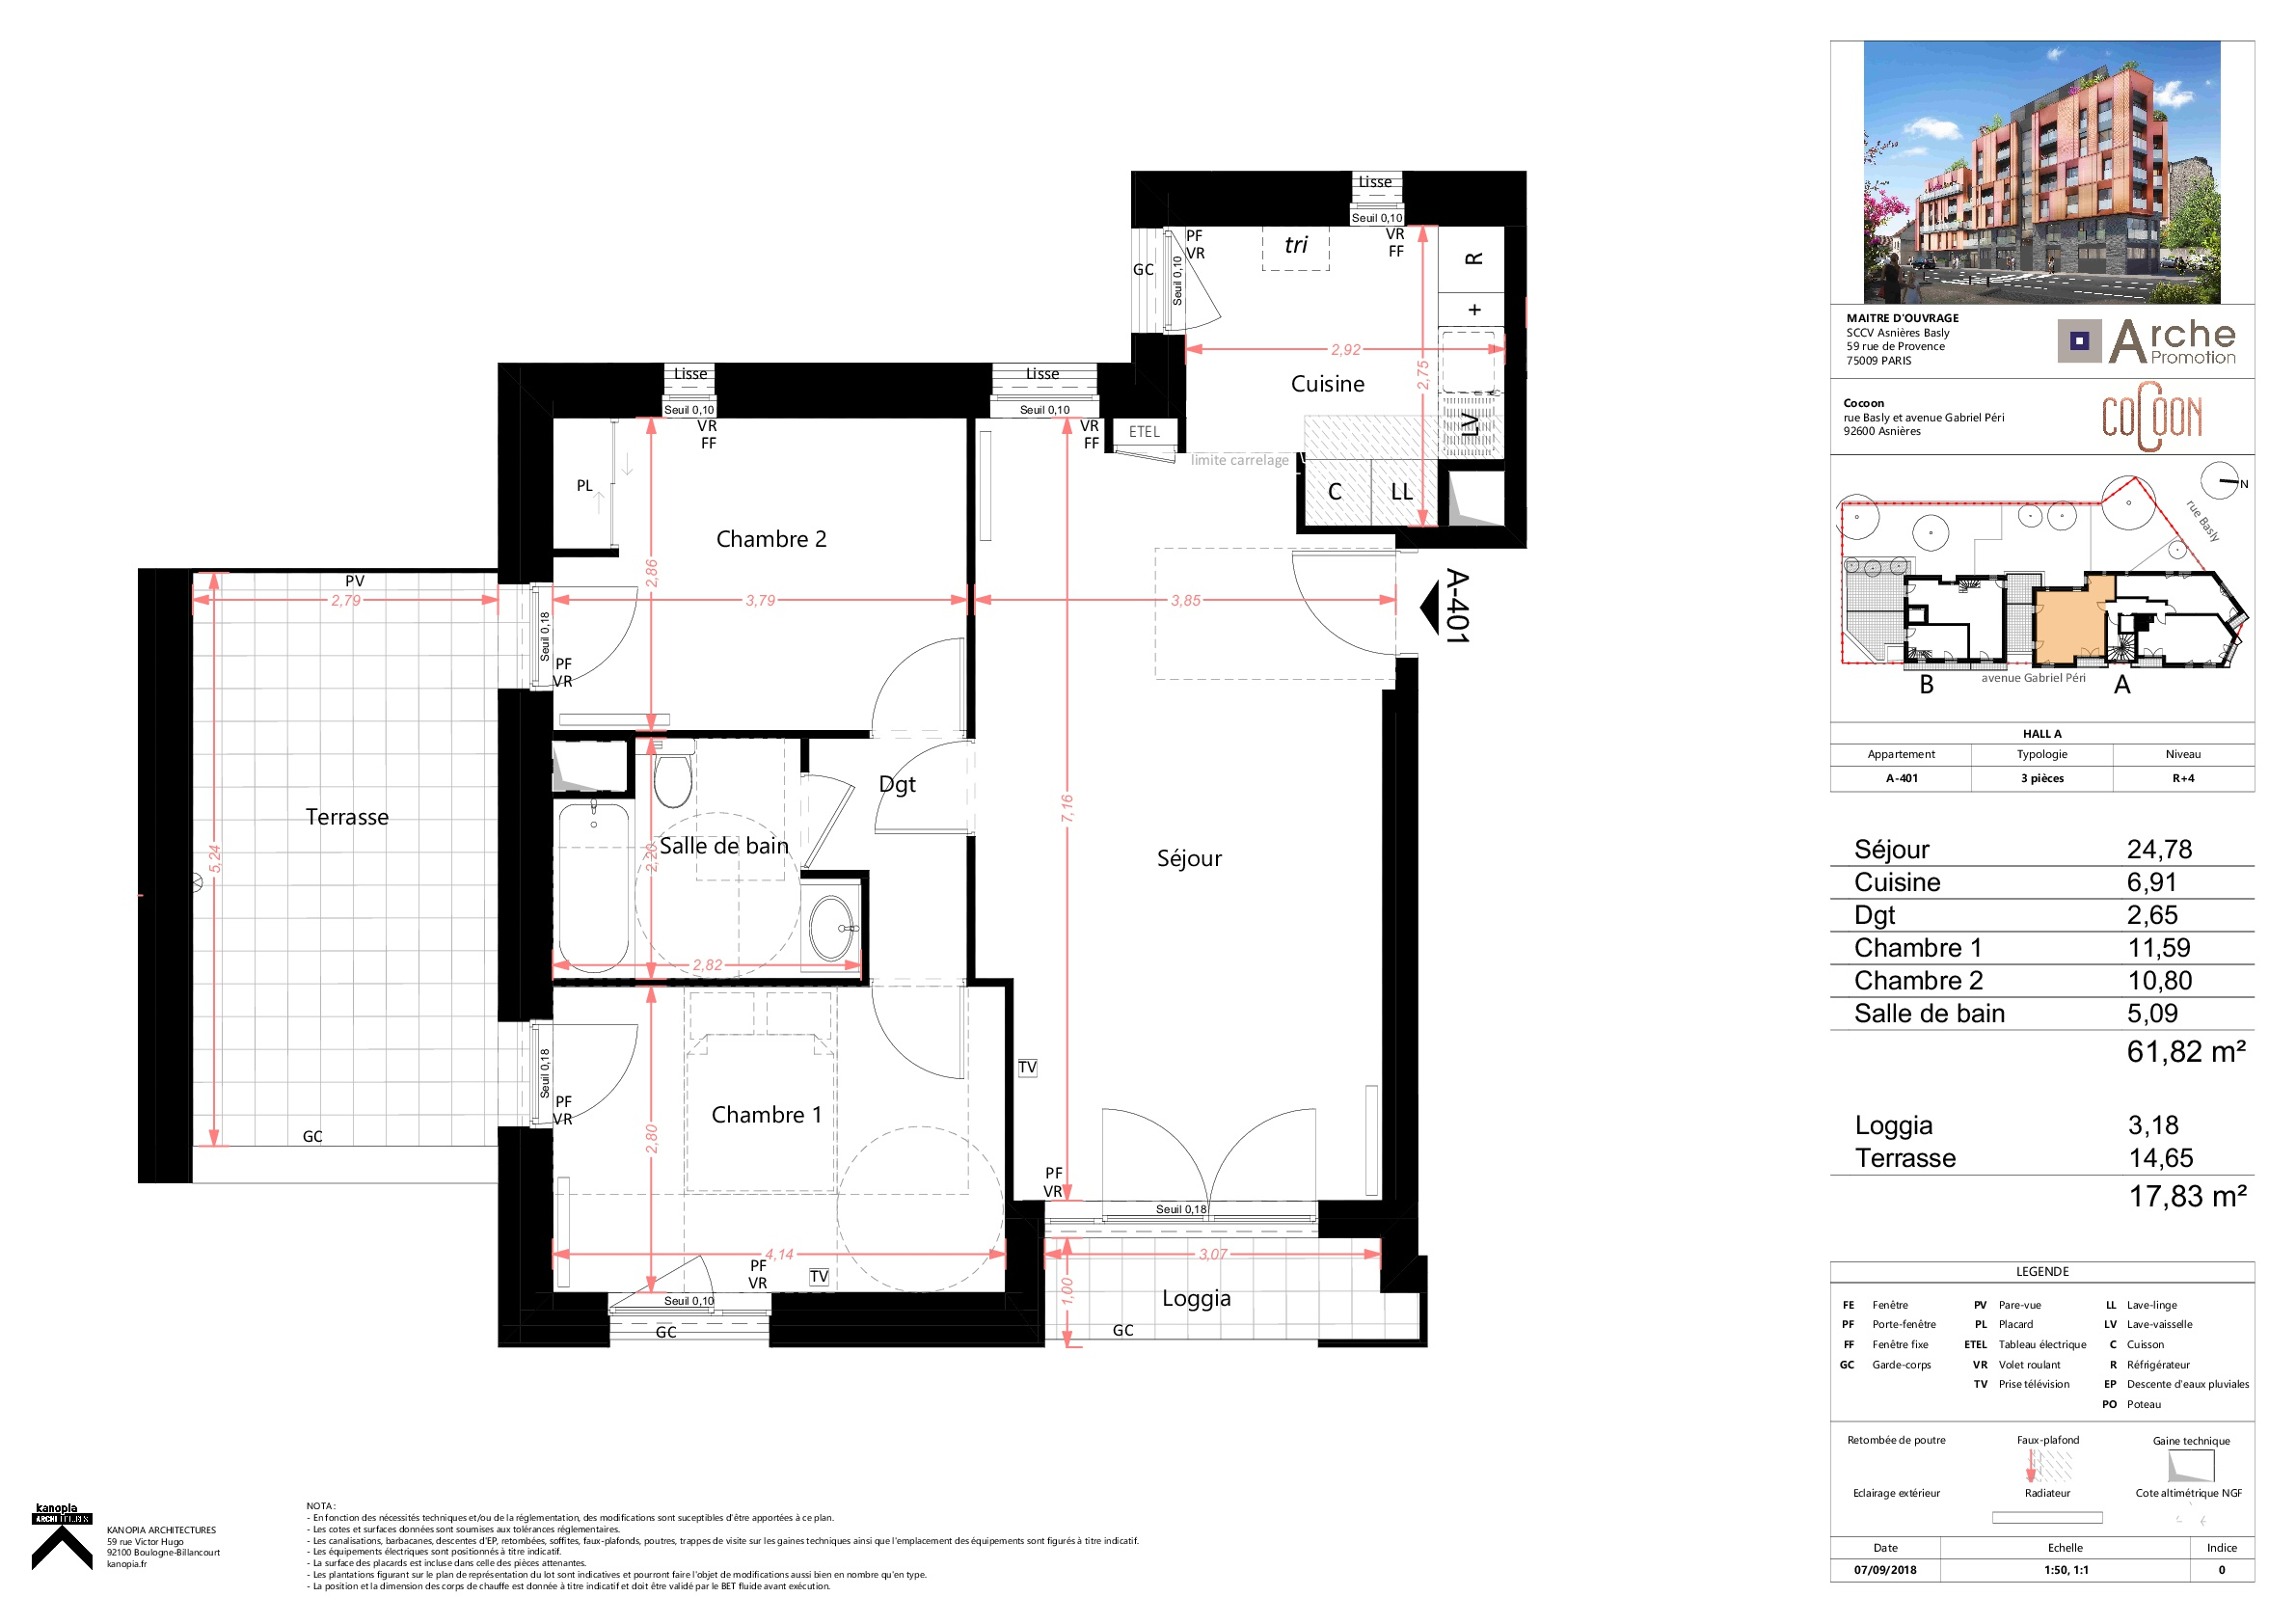 Lisse
Seuil 0,10
PF
VR
GC
Seuil 0,10
tri
VR
FF
R
+
2,92
2,75
Cuisine
LV
Lisse
Seuil 0,10
VR
FF
Lisse
Seuil 0,10
VR
FF
ETEL
limite carrelage
C
LL
PL
Chambre 2
2,86
A-401
PV
2,79
3,79
3,85
Seuil 0,18
PF
VR
Dgt
Terrasse
5,24
Salle de bain
2,20
7,16
Séjour
2,82
Seuil 0,18
PF
VR
GC
Chambre 1
2,80
TV
PF
VR
Seuil 0,18
4,14
PF
VR
TV
3,07
1,00
Seuil 0,10
GC
Loggia
GC
MAITRE D'OUVRAGE
SCCV Asnières Basly
59 rue de Provence
75009 PARIS
Arche
Promotion
Cocoon
rue Basly et avenue Gabriel Péri
92600 Asnières
COCOON
N
rue Basly
avenue Gabriel Péri
B
A
HALL A
Appartement Typologie Niveau
A-401 3 pièces R+4
Séjour 24,78
Cuisine 6,91
Dgt 2,65
Chambre 1 11,59
Chambre 2 10,80
Salle de bain 5,09
61,82 m²
Loggia 3,18
Terrasse 14,65
17,83 m²
LEGENDE
FE Fenêtre PV Pare-vue LL Lave-linge
PF Porte-fenêtre PL Placard LV Lave-vaisselle
FF Fenêtre fixe ETEL Tableau électrique C Cuisson
GC Garde-corps VR Volet roulant R Réfrigérateur
TV Prise télévision EP Descente d'eaux pluviales
PO Poteau
Retombée de poutre Faux-plafond Gaine technique
Eclairage extérieur Radiateur Cote altimétrique NGF
Date Echelle Indice
07/09/2018 1:50, 1:1 0
kanopia
ARCHITECTURES
KANOPIA ARCHITECTURES
59 rue Victor Hugo
92100 Boulogne-Billancourt
kanopia.fr
NOTA :
- En fonction des nécessités techniques et/ou de la réglementation, des modifications sont suceptibles d'être apportées à ce plan.
- Les cotes et surfaces données sont soumises aux tolérances réglementaires.
- Les canalisations, barbacanes, descentes d'EP, retombées, soffites, faux-plafonds, poutres, trappes de visite sur les gaines techniques ainsi que l'emplacement des équipements sont figurés à titre indicatif.
- Les équipements électriques sont positionnés à titre indicatif.
- La surface des placards est incluse dans celle des pièces attenantes.
- Les plantations figurant sur le plan de représentation du lot sont indicatives et pourront faire l'objet de modifications aussi bien en nombre qu'en type.
- La position et la dimension des corps de chauffe est donnée à titre indicatif et doit être validé par le BET fluide avant exécution.